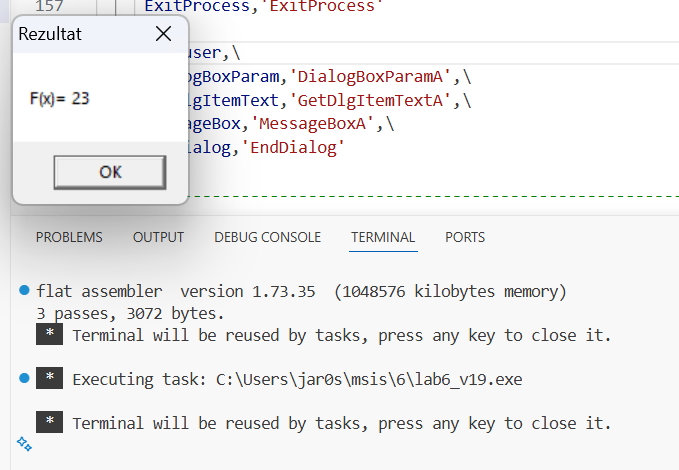 157
ExitProcess,'ExitProcess'
Rezultat
user,\
ogBoxParam,'DialogBoxParamA',\
lgItemText,'GetDlgItemTextA',\
F(x)= 23
ageBox,'MessageBoxA',\
ialog,'EndDialog'
OK
PROBLEMS OUTPUT DEBUG CONSOLE TERMINAL PORTS
flat assembler version 1.73.35 (1048576 kilobytes memory)
3 passes, 3072 bytes.
* Terminal will be reused by tasks, press any key to close it.
* Executing task: C:\Users\jar0s\msis\6\lab6_v19.exe
* Terminal will be reused by tasks, press any key to close it.